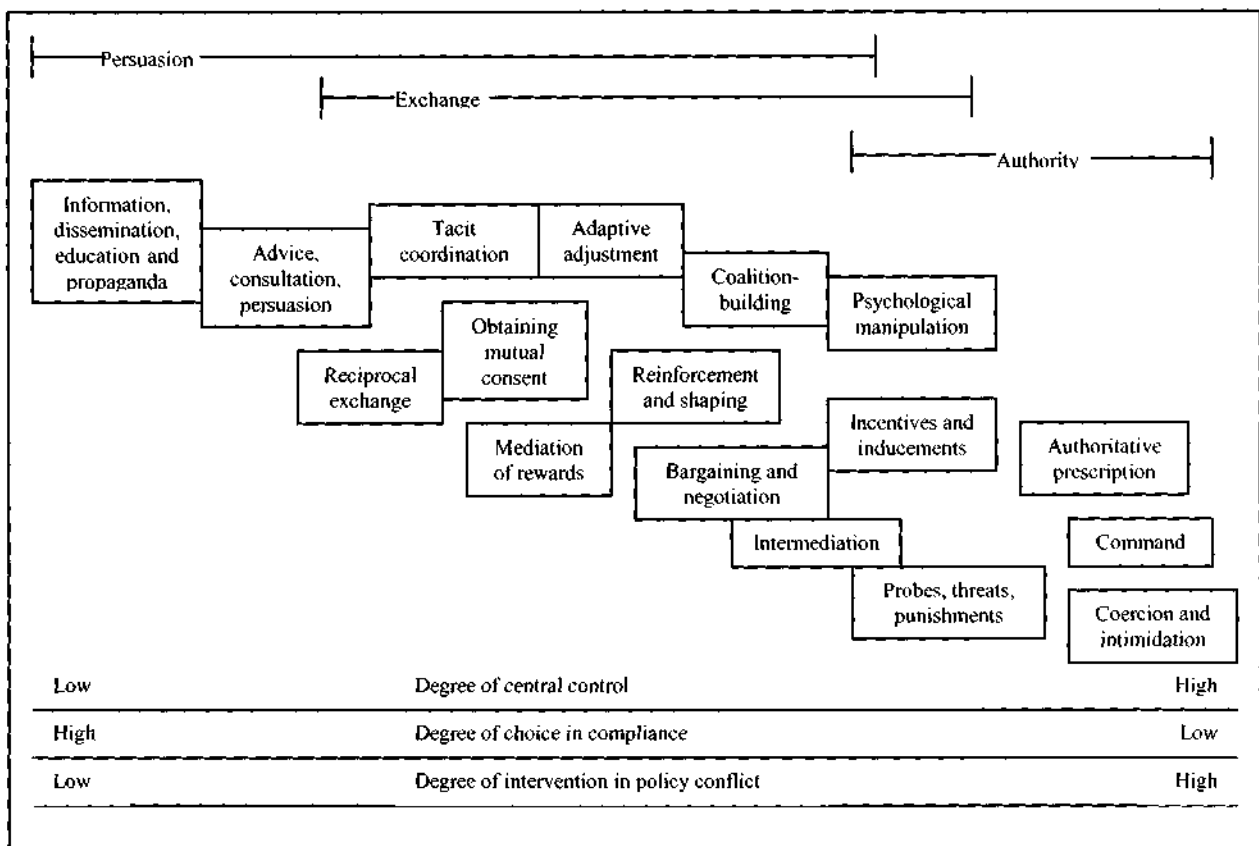 Persuasion
Exchange
Authority
Information,
dissemination,
education and
propaganda
Advice,
consultation,
persuasion
Tacit
coordination
Adaptive
adjustment
Coalition-
building
Psychological
manipulation
Obtaining
mutual
consent
Reciprocal
exchange
Reinforcement
and shaping
Mediation
of rewards
Incentives and
inducements
Bargaining and
negotiation
Authoritative
prescription
Intermediation
Command
Probes, threats,
punishments
Coercion and
intimidation
Low Degree of central control High
High Degree of choice in compliance Low
Low Degree of intervention in policy conflict High